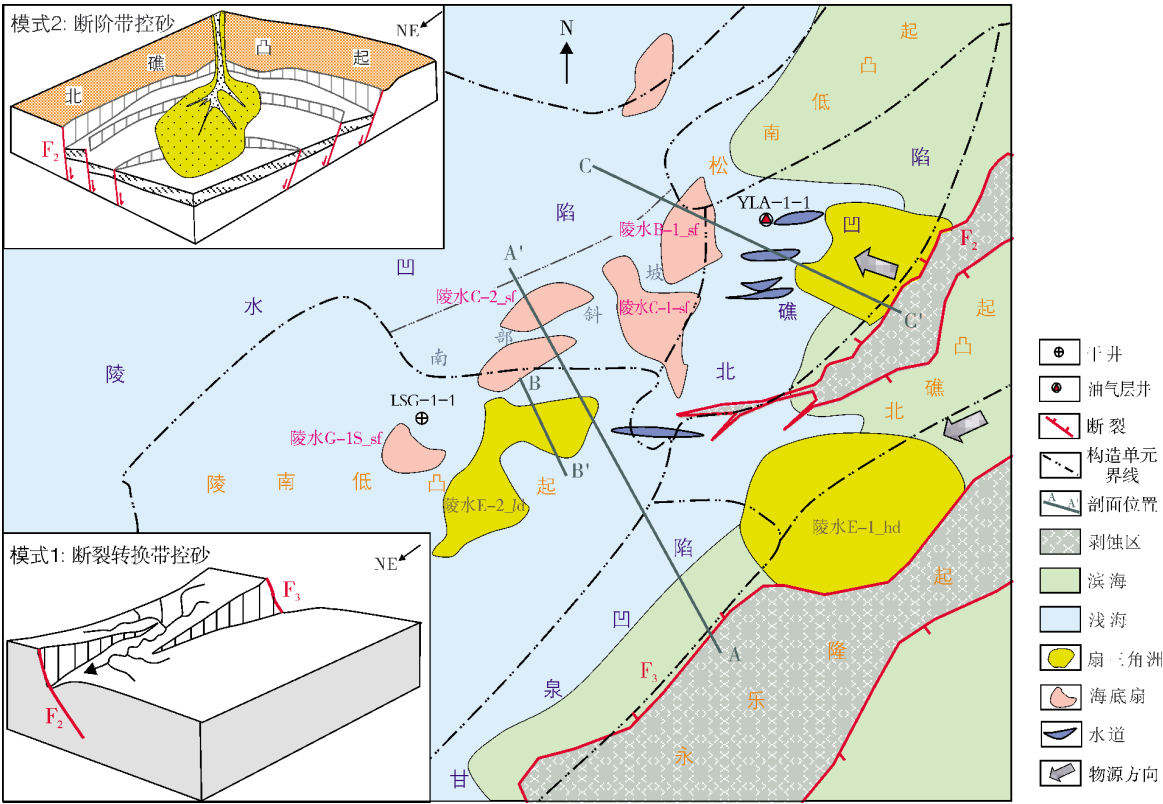 模式2: 断阶带控砂
NE
北礁凸起
F2
N
起
凸
低
南
松
陷
C
YLA-1-1
凹
陵水B-1_sf
坡
F2
A'
凹
水
陵
陵水C-2_sf
陵水C-1-sf
斜
部
南
礁
C'
起
凸
礁
北
B
北
LSG-1-1
陵水G-1S_sf
B'
陵南低凸起
陵水E-2_ld
陵水E-1_hd
陷
凹
泉
甘
起
隆
乐
永
A
F3
模式1: 断裂转换带控砂
NE
F3
F2
干井
油气层井
断裂
构造单元
界线
A A'
剖面位置
剥蚀区
滨海
浅海
扇三角洲
海底扇
水道
物源方向
陷